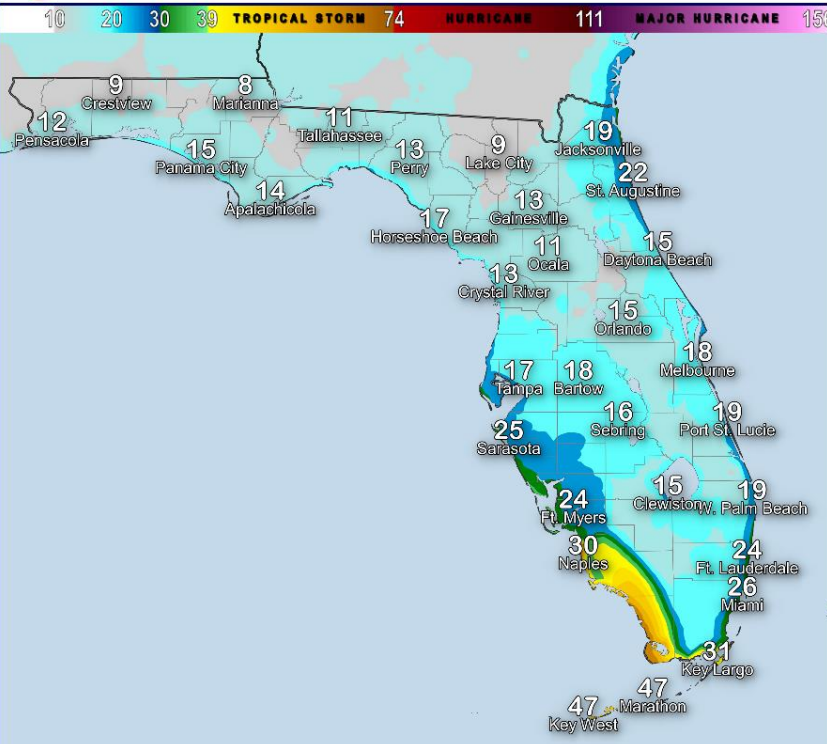 10 20 30 39 TROPICAL STORM 74 HURRICANE 111 MAJOR HURRICANE 156
9
Crestview
8
Marianna
12
Pensacola
11
Tallahassee
15
Panama City
13
Perry
9
Lake City
19
Jacksonville
14
Apalachicola
22
St. Augustine
13
Gainesville
17
Horseshoe Beach
11
Ocala
15
Daytona Beach
13
Crystal River
15
Orlando
18
Melbourne
17
Tampa
18
Bartow
16
Sebring
19
Port St. Lucie
25
Sarasota
15
Clewiston
19
W. Palm Beach
24
Ft. Myers
30
Naples
24
Ft. Lauderdale
26
Miami
31
Key Largo
47
Marathon
47
Key West